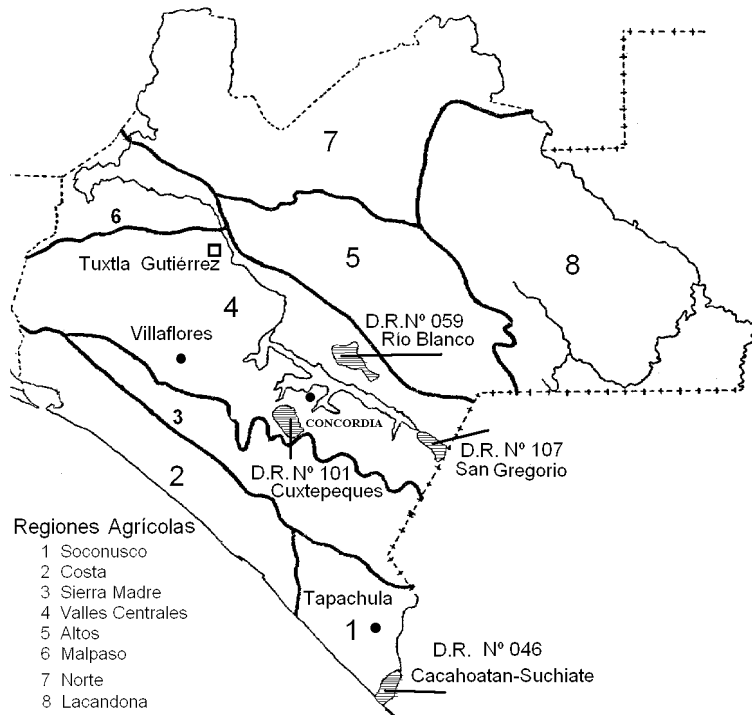 7
6
5
8
Tuxtla Gutiérrez
4
D.R.Nº 059
Río Blanco
Villaflores
3
CONCORDIA
D.R. Nº 107
San Gregorio
D.R. Nº 101
Cuxtepeques
2
Regiones Agrícolas
1 Soconusco
2 Costa
3 Sierra Madre
4 Valles Centrales
5 Altos
6 Malpaso
7 Norte
8 Lacandona
Tapachula
1
D.R. Nº 046
Cacahoatan-Suchiate